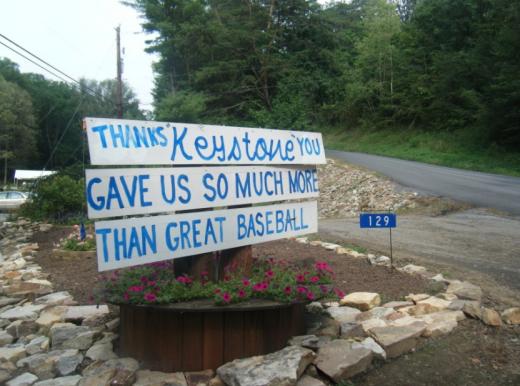 THANKS "Keystone" YOU
GAVE US SO MUCH MORE
THAN GREAT BASEBALL
129